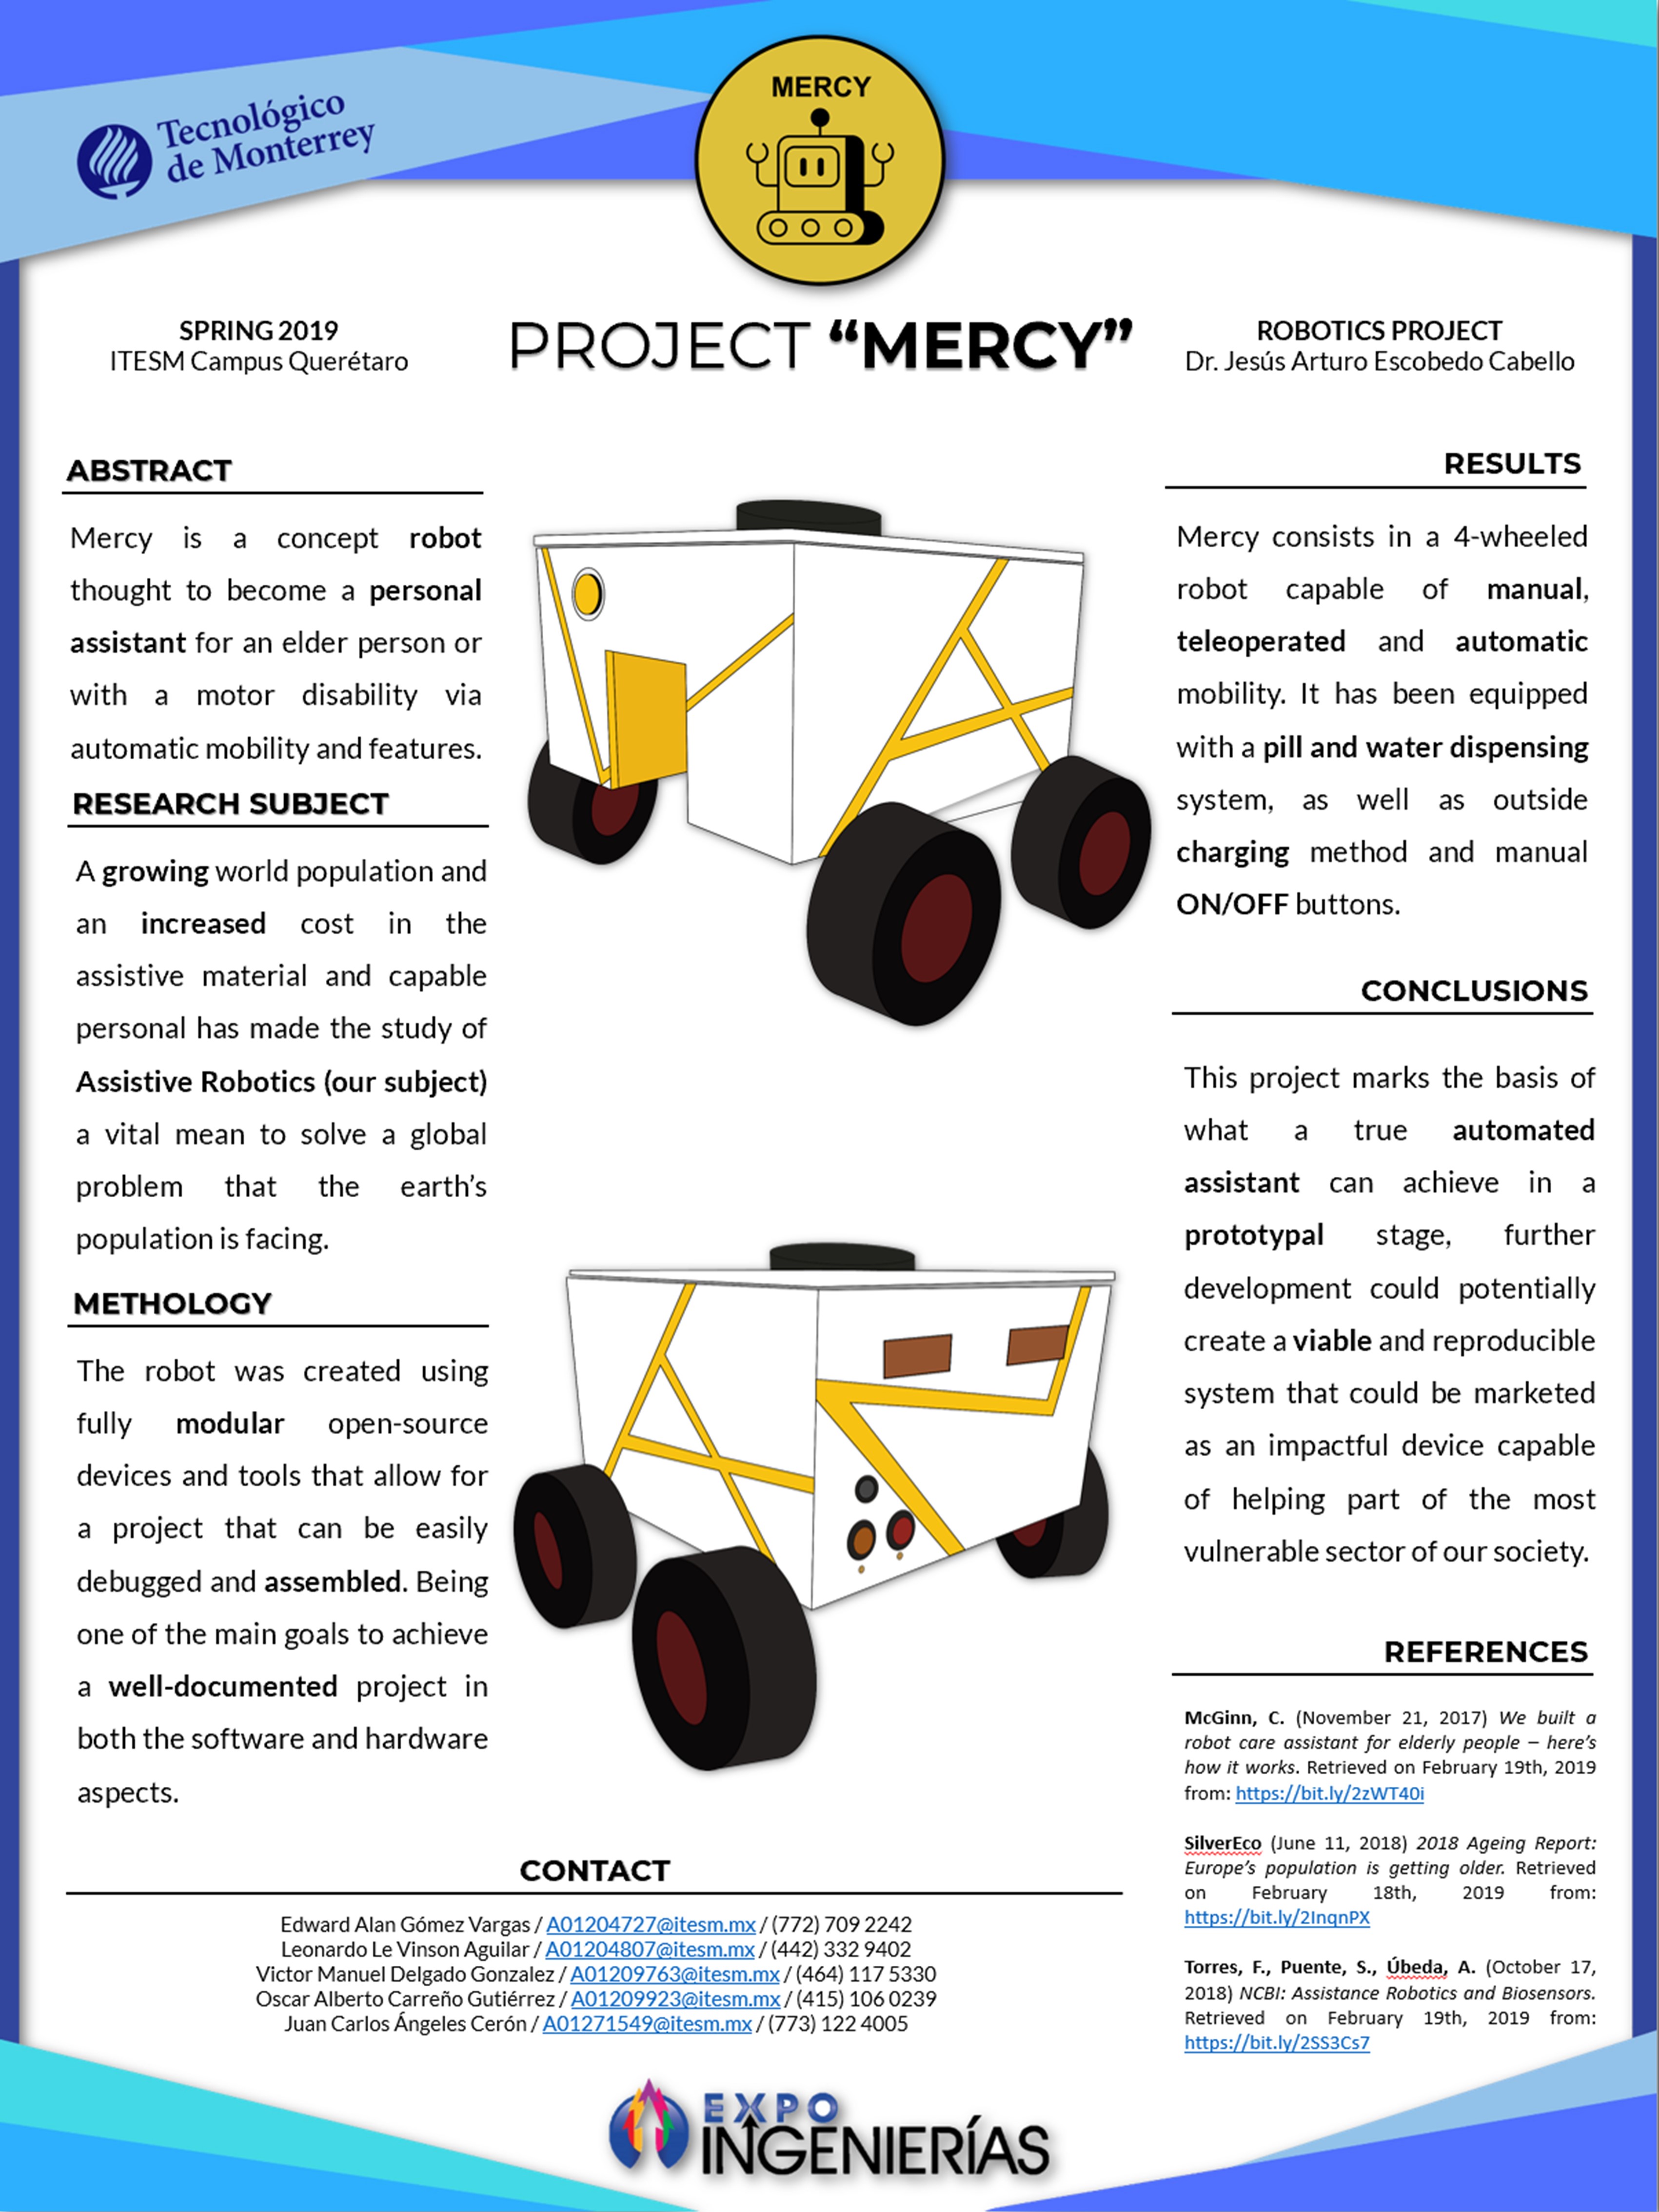 Tecnológico
de Monterrey
MERCY
SPRING 2019
ITESM Campus Querétaro
PROJECT “MERCY”
ROBOTICS PROJECT
Dr. Jesús Arturo Escobedo Cabello
ABSTRACT
Mercy is a concept robot
thought to become a personal
assistant for an elder person or
with a motor disability via
automatic mobility and features.
RESEARCH SUBJECT
A growing world population and
an increased cost in the
assistive material and capable
personal has made the study of
Assistive Robotics (our subject)
a vital mean to solve a global
problem that the earth’s
population is facing.
METHOLOGY
The robot was created using
fully modular open-source
devices and tools that allow for
a project that can be easily
debugged and assembled. Being
one of the main goals to achieve
a well-documented project in
both the software and hardware
aspects.
RESULTS
Mercy consists in a 4-wheeled
robot capable of manual,
teleoperated and automatic
mobility. It has been equipped
with a pill and water dispensing
system, as well as outside
charging method and manual
ON/OFF buttons.
CONCLUSIONS
This project marks the basis of
what a true automated
assistant can achieve in a
prototypal stage, further
development could potentially
create a viable and reproducible
system that could be marketed
as an impactful device capable
of helping part of the most
vulnerable sector of our society.
REFERENCES
McGinn, C. (November 21, 2017) We built a
robot care assistant for elderly people – here’s
how it works. Retrieved on February 19th, 2019
from: https://bit.ly/2zWT40i
SilverEco (June 11, 2018) 2018 Ageing Report:
Europe’s population is getting older. Retrieved
on February 18th, 2019 from:
https://bit.ly/2InqnPX
Torres, F., Puente, S., Úbeda, A. (October 17,
2018) NCBI: Assistance Robotics and Biosensors.
Retrieved on February 19th, 2019 from:
https://bit.ly/2SS3Cs7
CONTACT
Edward Alan Gómez Vargas / A01204727@itesm.mx / (772) 709 2242
Leonardo Le Vinson Aguilar / A01204807@itesm.mx / (442) 332 9402
Victor Manuel Delgado Gonzalez / A01209763@itesm.mx / (464) 117 5330
Oscar Alberto Carreño Gutiérrez / A01209923@itesm.mx / (415) 106 0239
Juan Carlos Ángeles Cerón / A01271549@itesm.mx / (773) 122 4005
EXPO
INGENIERÍAS